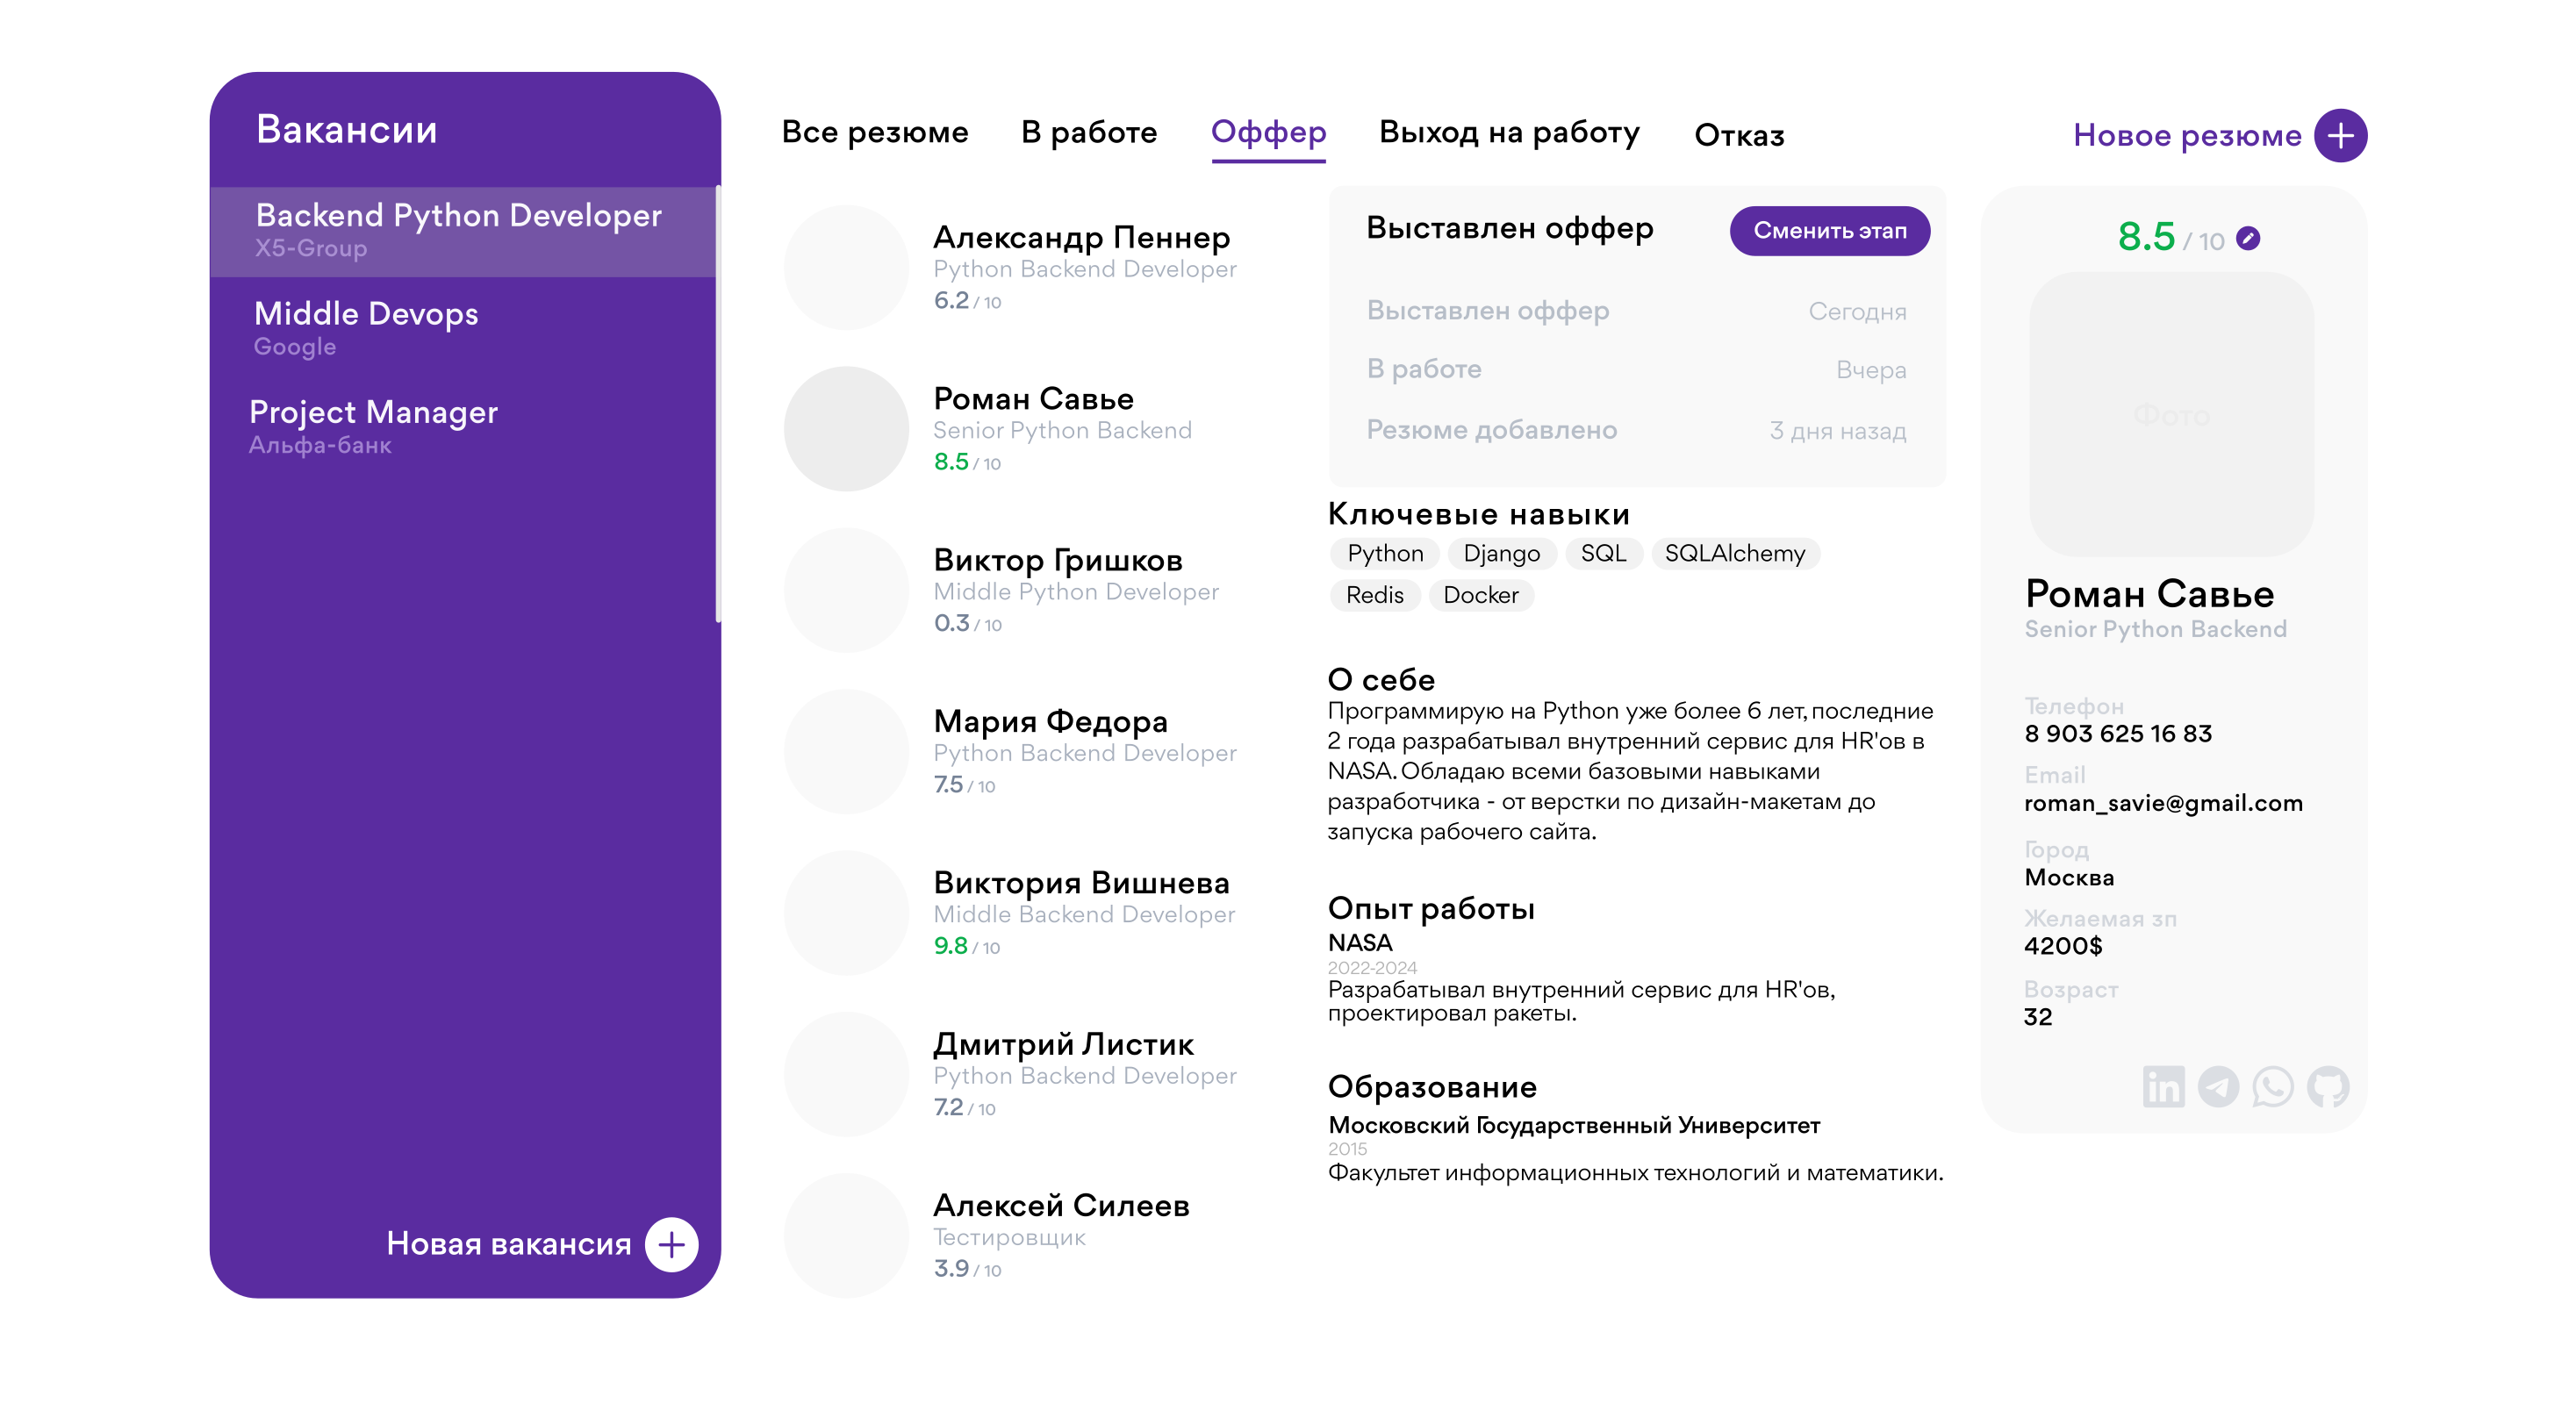 Вакансии
Backend Python Developer
X5-Group
Middle Devops
Google
Project Manager
Альфа-банк
Новая вакансия
Все резюме
В работе
Оффер
Выход на работу
Отказ
Новое резюме
Александр Пеннер
Python Backend Developer
6.2 / 10
Роман Савье
Senior Python Backend
8.5 / 10
Виктор Гришков
Middle Python Developer
0.3 / 10
Мария Федора
Python Backend Developer
7.5 / 10
Виктория Вишнева
Middle Backend Developer
9.8 / 10
Дмитрий Листик
Python Backend Developer
7.2 / 10
Алексей Силеев
Тестировщик
3.9 / 10
Выставлен оффер
Сменить этап
Выставлен оффер Сегодня
В работе Вчера
Резюме добавлено 3 дня назад
Ключевые навыки
Python Django SQL SQLAlchemy
Redis Docker
О себе
Программирую на Python уже более 6 лет, последние
2 года разрабатывал внутренний сервис для HR'ов в
NASA. Обладаю всеми базовыми навыками
разработчика - от верстки по дизайн-макетам до
запуска рабочего сайта.
Опыт работы
NASA
2022-2024
Разрабатывал внутренний сервис для HR'ов,
проектировал ракеты.
Образование
Московский Государственный Университет
2015
Факультет информационных технологий и математики.
8.5 / 10
Фото
Роман Савье
Senior Python Backend
Телефон
8 903 625 16 83
Email
roman_savie@gmail.com
Город
Москва
Желаемая зп
4200$
Возраст
32
in